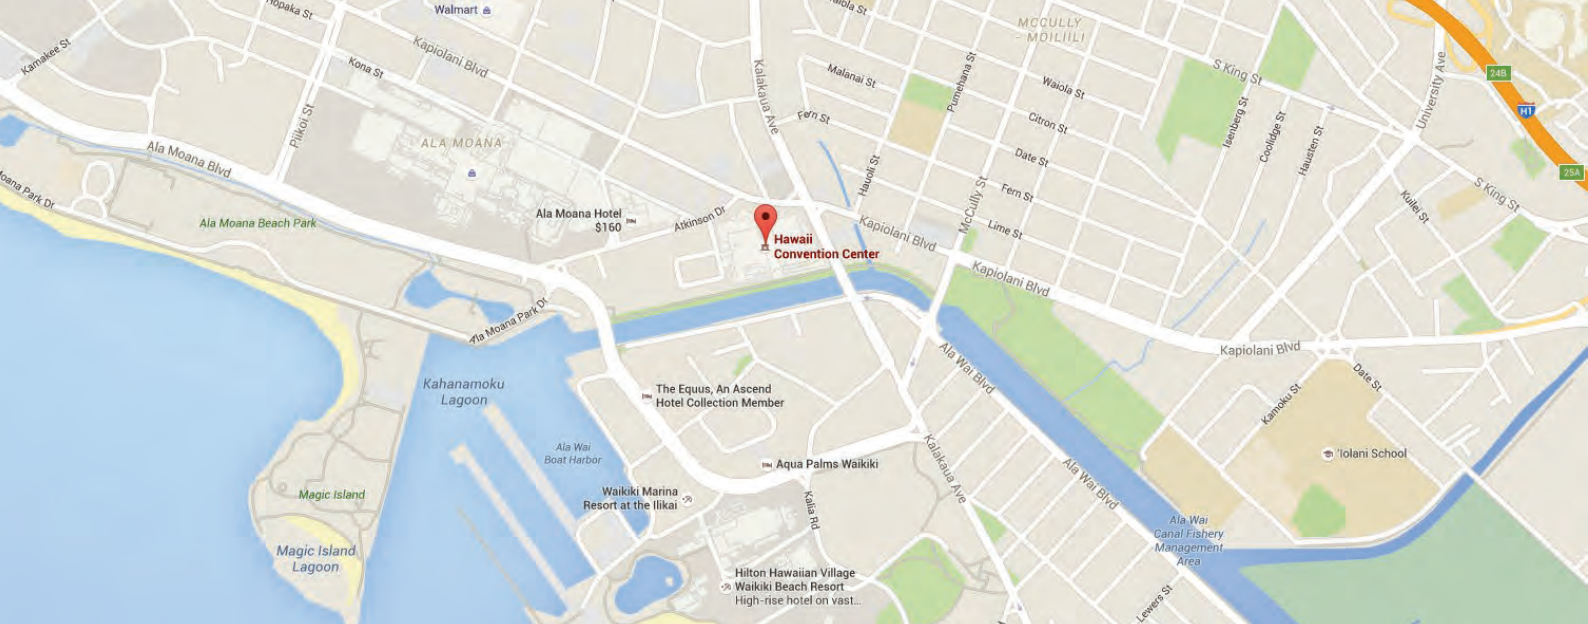 Hopaka St
Walmart
aibla St
MCCULLY
- MOILIILI
Kamakee St
Kapiolani Blvd
Kona St
Kalakaua Ave
Malanai St
Pumehana St
Waiola St
S King St
University Ave
24B
H1
Piikoi St
ALA MOANA
Fern St
Citron St
Isenberg St
Coolidge St
Hausten St
Ala Moana Blvd
Date St
Hauoli St
25A
Moana Park Dr
McCully St
Fern St
Kuilei St
S King St
Ala Moana Beach Park
Ala Moana Hotel
$160
Atkinson Dr
Hawaii
Convention Center
Kapiolani Blvd
Lime St
Kapiolani Blvd
Ala Moana Park Dr
Kapiolani Blvd
Ala Wai Blvd
Date St
Kahanamoku
Lagoon
The Equus, An Ascend
Hotel Collection Member
Kamoku St
Ala Wai
Boat Harbor
Aqua Palms Waikiki
Kalakaua Ave
'Iolani School
Magic Island
Waikiki Marina
Resort at the Ilikai
Kalia Rd
Ala Wai Blvd
Ala Wai
Canal Fishery
Management
Area
Magic Island
Lagoon
Hilton Hawaiian Village
Waikiki Beach Resort
High-rise hotel on vast...
Lewers St